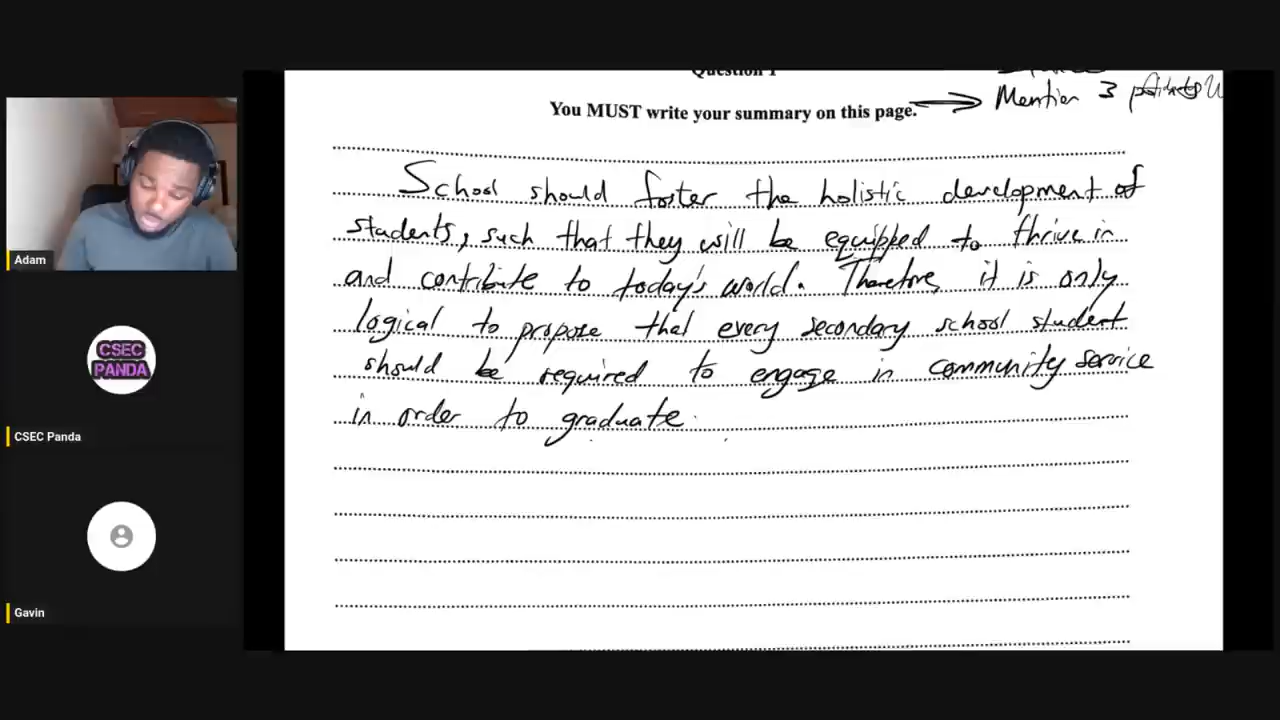 Question 1
Mention 3
You MUST write your summary on this page.
School should foster the holistic development of
students, such that they will be equipped to thrive in
and contribute to today's world. Therefore, it is only
logical to propose that every secondary school student
should be required to engage in community service
in order to graduate.
Adam
CSEC
PANDA
CSEC Panda
Gavin